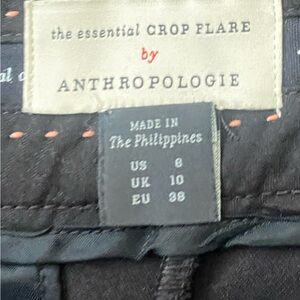 the essential CROP FLARE
by
ANTHROPOLOGIE
MADE IN
The Philippines
US 6
UK 10
EU 38